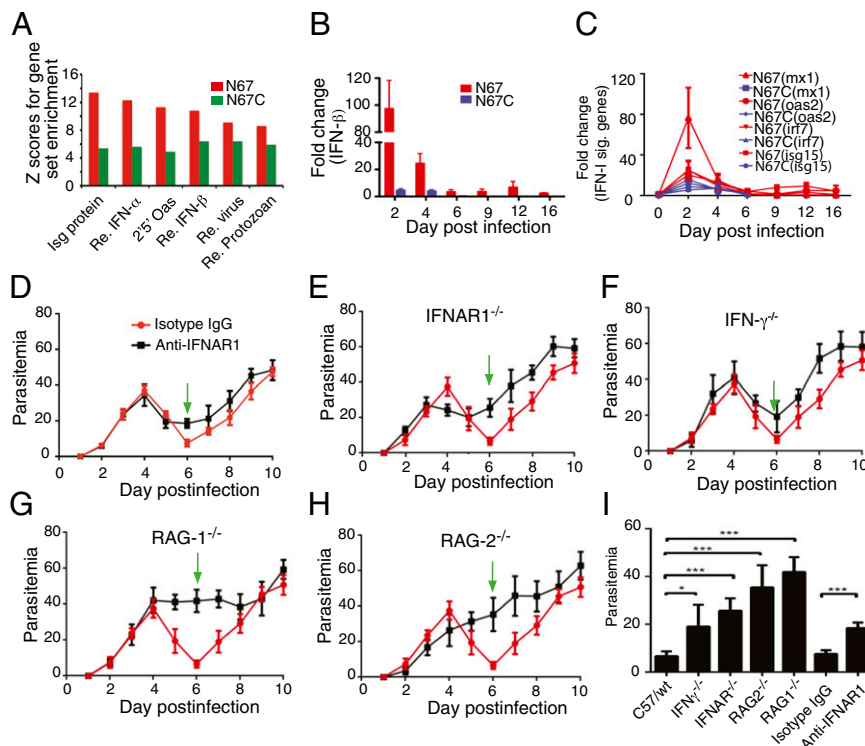 A
Z scores for gene
set enrichment
16
12
8
4
0
N67
N67C
Isg protein
Re. IFN-α
2'5' Oas
Re. IFN-β
Re. virus
Re. Protozoan
B
Fold change
(IFN-β)
120
100
80
60
40
20
0
N67
N67C
2
4
6
9
12
16
Day post infection
C
Fold change
(IFN-I sig. genes)
120
80
40
0
N67(mx1)
N67C(mx1)
N67(oas2)
N67C(oas2)
N67(irf7)
N67C(irf7)
N67(isg15)
N67C(isg15)
0 2 4 6 9 12 16
Day post infection
D
Parasitemia
60
40
20
0
Isotype IgG
Anti-IFNAR1
0 2 4 6 8 10
Day postinfection
E
IFNAR1-/-
Parasitemia
80
60
40
20
0
0 2 4 6 8 10
Day postinfection
F
IFN-γ-/-
Parasitemia
80
60
40
20
0
0 2 4 6 8 10
Day postinfection
G
RAG-1-/-
Parasitemia
80
60
40
20
0
0 2 4 6 8 10
Day postinfection
H
RAG-2-/-
Parasitemia
80
60
40
20
0
0 2 4 6 8 10
Day postinfection
I
Parasitemia
60
40
20
0
***
***
***
*
***
C57/wt
IFNγ-/-
IFNAR-/-
RAG2-/-
RAG1-/-
Isotype IgG
Anti-IFNAR1